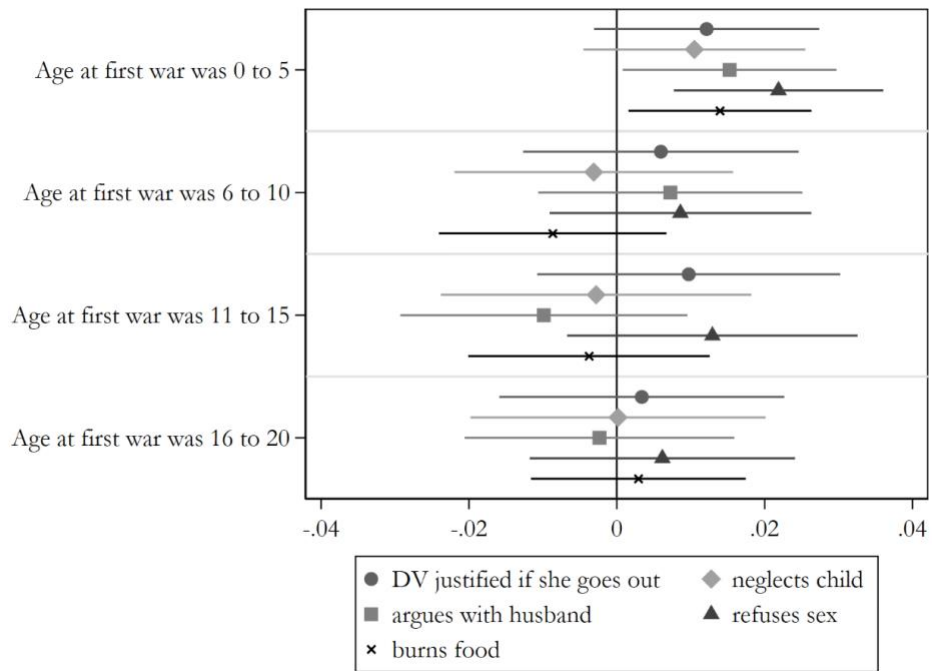 Age at first war was 0 to 5
Age at first war was 6 to 10
Age at first war was 11 to 15
Age at first war was 16 to 20
-.04 -.02 0 .02 .04
DV justified if she goes out neglects child
argues with husband refuses sex
burns food